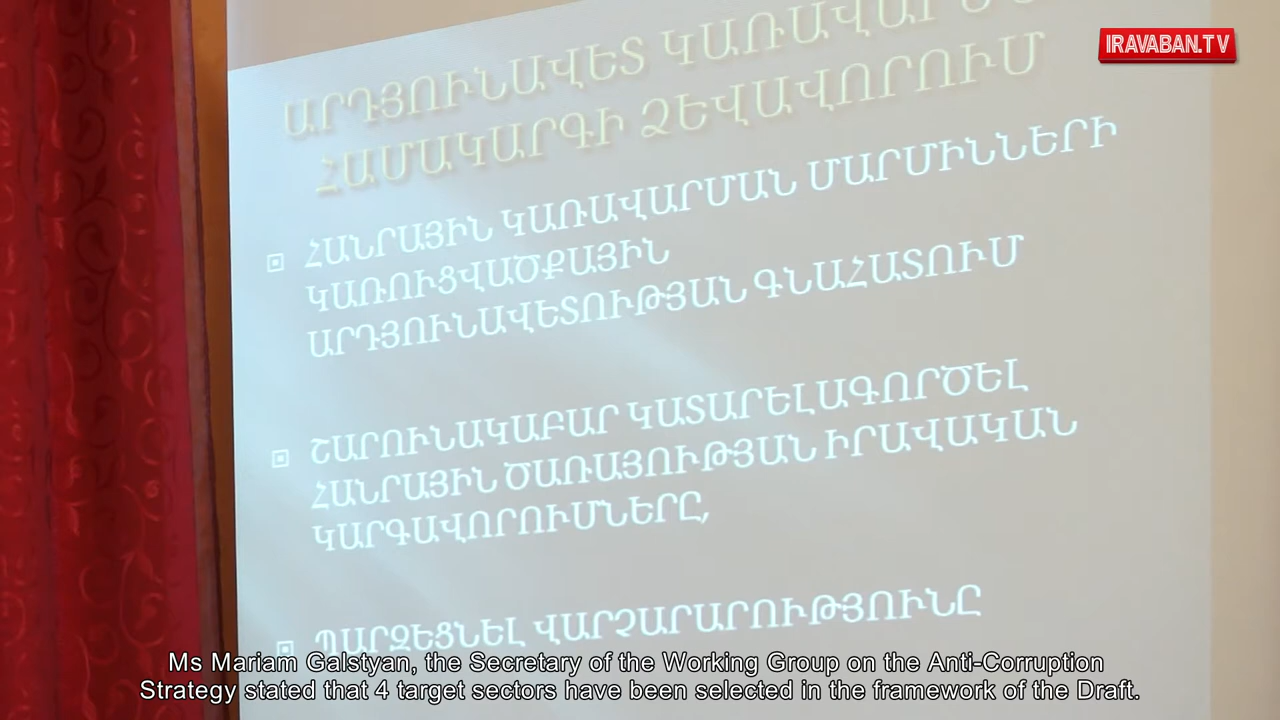 IRAVABAN.TV
ԱՐԴՅՈՒՆԱՎԵՏ ԿԱՌԱՎԱՐՄԱՆ
ՀԱՄԱԿԱՐԳԻ ՁԵՎԱՎՈՐՈՒՄ
ՀԱՆՐԱՅԻՆ ԿԱՌԱՎԱՐՄԱՆ ՄԱՐՄԻՆՆԵՐԻ
ԿԱՌՈՒՑՎԱԾՔԱՅԻՆ
ԱՐԴՅՈՒՆԱՎԵՏՈՒԹՅԱՆ ԳՆԱՀԱՏՈՒՄ
ՇԱՐՈՒՆԱԿԱԲԱՐ ԿԱՏԱՐԵԼԱԳՈՐԾԵԼ
ՀԱՆՐԱՅԻՆ ԾԱՌԱՅՈՒԹՅԱՆ ԻՐԱՎԱԿԱՆ
ԿԱՐԳԱՎՈՐՈՒՄՆԵՐԸ,
ՊԱՐԶԵՑՆԵԼ ՎԱՐՉԱՐԱՐՈՒԹՅՈՒՆԸ
Ms Mariam Galstyan, the Secretary of the Working Group on the Anti-Corruption
Strategy stated that 4 target sectors have been selected in the framework of the Draft.